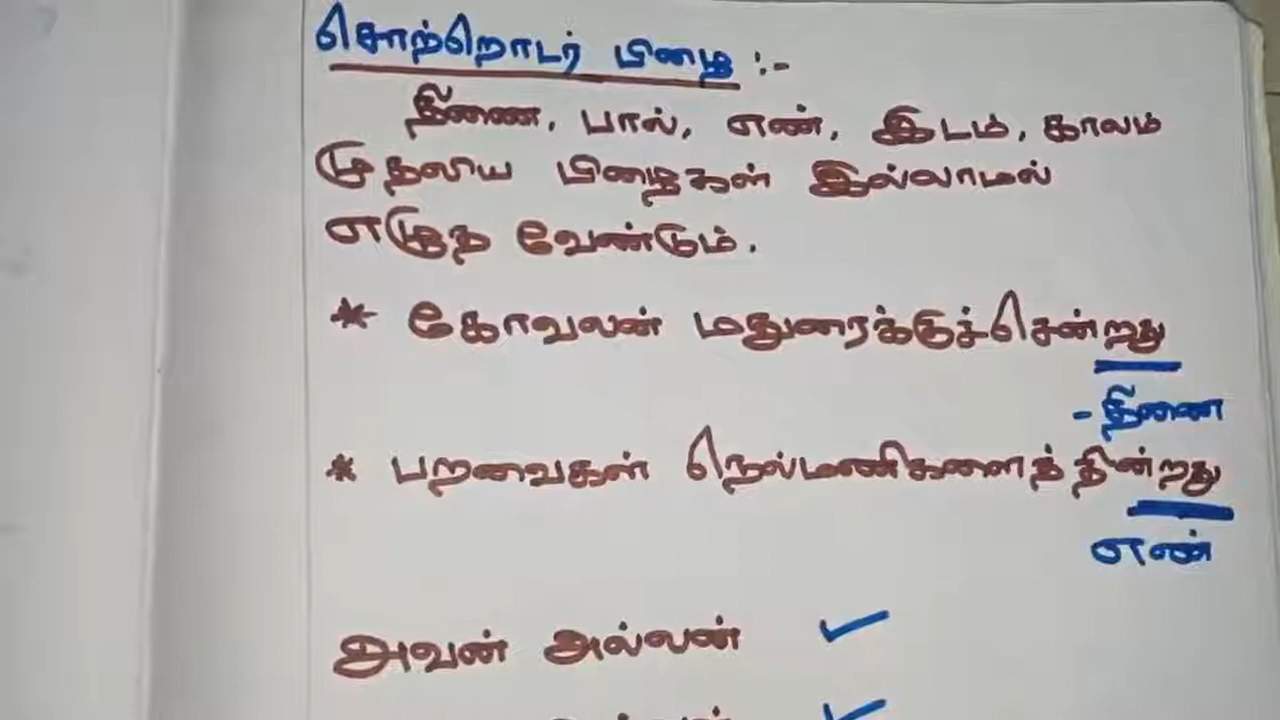 சொற்றொடர் பிழை :-
திணை, பால், எண், இடம், காலம்
முதலிய பிழைகள் இல்லாமல்
எழுத வேண்டும்.
* கோவலன் மதுரைக்குச்சென்றது
- திணை
* பறவைகள் நெல்மணிகளைத் தின்றது
எண்
அவன் அல்லன் ✓